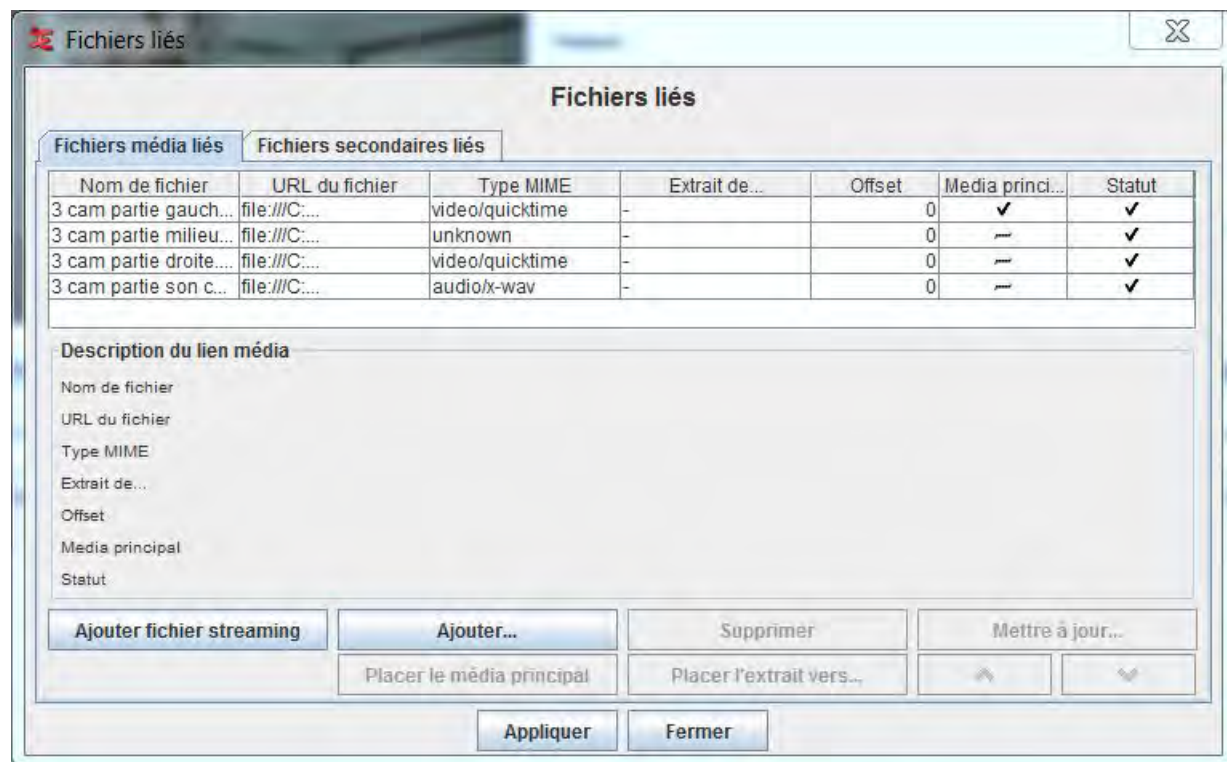 Fichiers liés
Fichiers liés
Fichiers média liés Fichiers secondaires liés
Nom de fichier URL du fichier Type MIME Extrait de... Offset Media princi... Statut
3 cam partie gauch... file:///C:... video/quicktime - 0 ✓ ✓
3 cam partie milieu... file:///C:... unknown - 0 – ✓
3 cam partie droite.... file:///C:... video/quicktime - 0 – ✓
3 cam partie son c... file:///C:... audio/x-wav - 0 – ✓
Description du lien média
Nom de fichier
URL du fichier
Type MIME
Extrait de...
Offset
Media principal
Statut
Ajouter fichier streaming Ajouter... Supprimer Mettre à jour...
Placer le média principal Placer l'extrait vers...
Appliquer Fermer